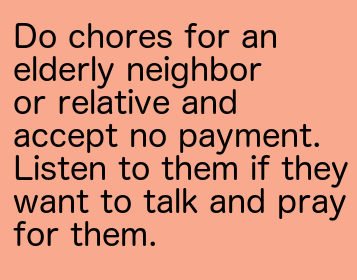 Do chores for an
elderly neighbor
or relative and
accept no payment.
Listen to them if they
want to talk and pray
for them.